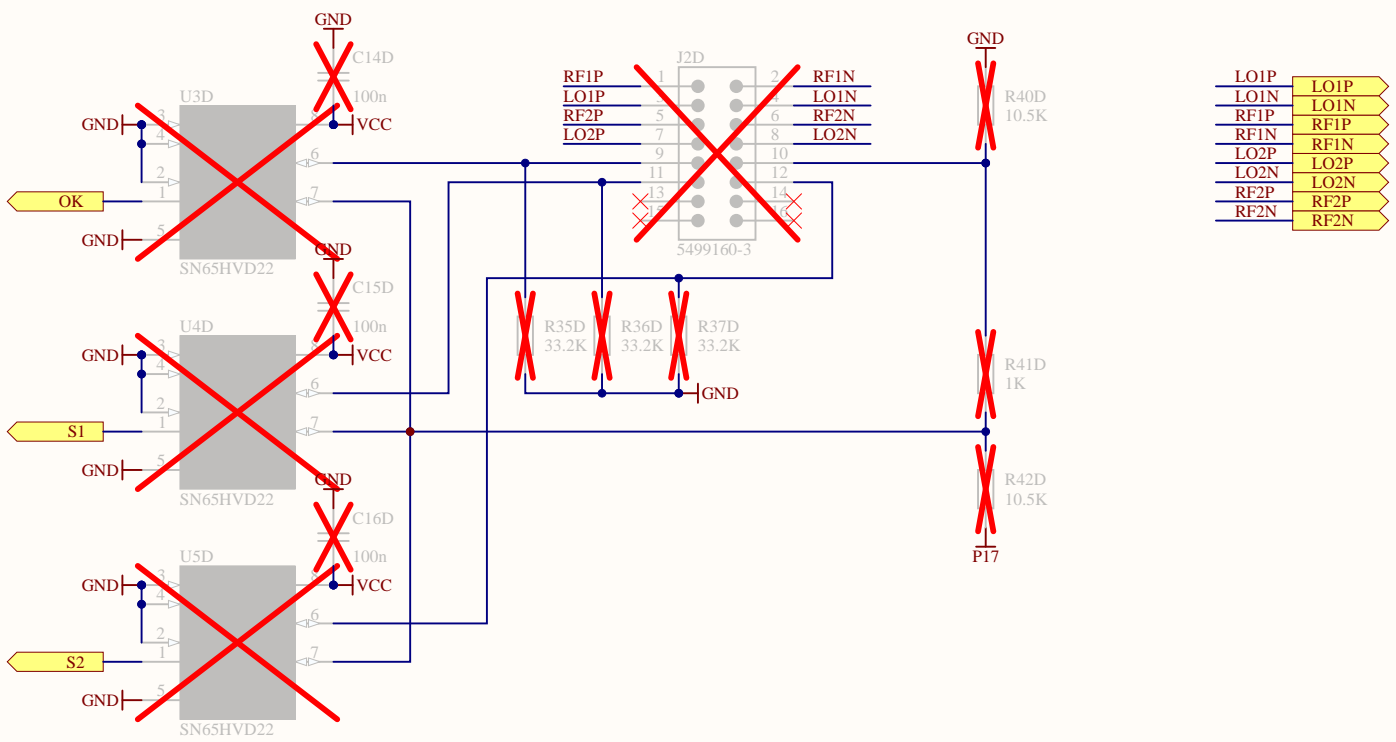 GND
C14D
100n
U3D
GND
3
4
8
VCC
6
2
OK
1
7
GND
5
SN65HVD22
GND
C15D
100n
U4D
GND
3
4
8
VCC
6
2
S1
1
7
GND
5
SN65HVD22
GND
C16D
100n
U5D
GND
3
4
8
VCC
6
2
S2
1
7
GND
5
SN65HVD22
J2D
RF1P 1 2 RF1N
LO1P 4 LO1N
RF2P 5 6 RF2N
LO2P 7 8 LO2N
9 10
11 12
13 14
15 16
5499160-3
R35D
33.2K
R36D
33.2K
R37D
33.2K
GND
GND
R40D
10.5K
R41D
1K
R42D
10.5K
P17
LO1P LO1P
LO1N LO1N
RF1P RF1P
RF1N RF1N
LO2P LO2P
LO2N LO2N
RF2P RF2P
RF2N RF2N